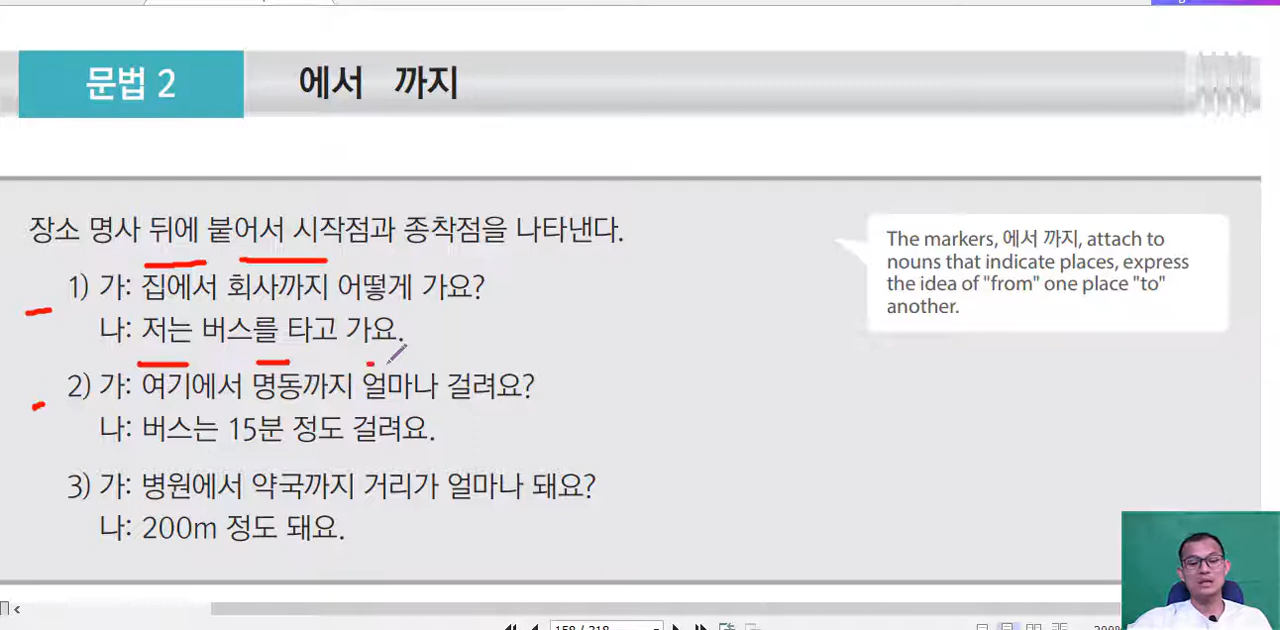 문법 2 에서 까지
장소 명사 뒤에 붙어서 시작점과 종착점을 나타낸다.
1) 가: 집에서 회사까지 어떻게 가요?
나: 저는 버스를 타고 가요.
2) 가: 여기에서 명동까지 얼마나 걸려요?
나: 버스는 15분 정도 걸려요.
3) 가: 병원에서 약국까지 거리가 얼마나 돼요?
나: 200m 정도 돼요.
The markers, 에서 까지, attach to
nouns that indicate places, express
the idea of "from" one place "to"
another.